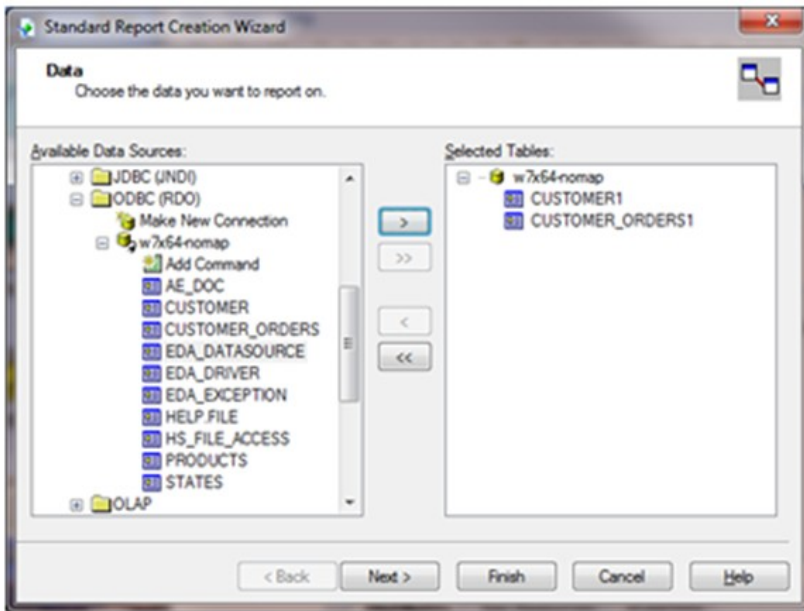 Standard Report Creation Wizard
Data
Choose the data you want to report on.
Available Data Sources:
JDBC (JNDI)
ODBC (RDO)
Make New Connection
w7x64-nomap
Add Command
AE_DOC
CUSTOMER
CUSTOMER_ORDERS
EDA_DATASOURCE
EDA_DRIVER
EDA_EXCEPTION
HELP.FILE
HS_FILE_ACCESS
PRODUCTS
STATES
OLAP
>
>>
<
<<
Selected Tables:
w7x64-nomap
CUSTOMER1
CUSTOMER_ORDERS1
< Back Next > Finish Cancel Help